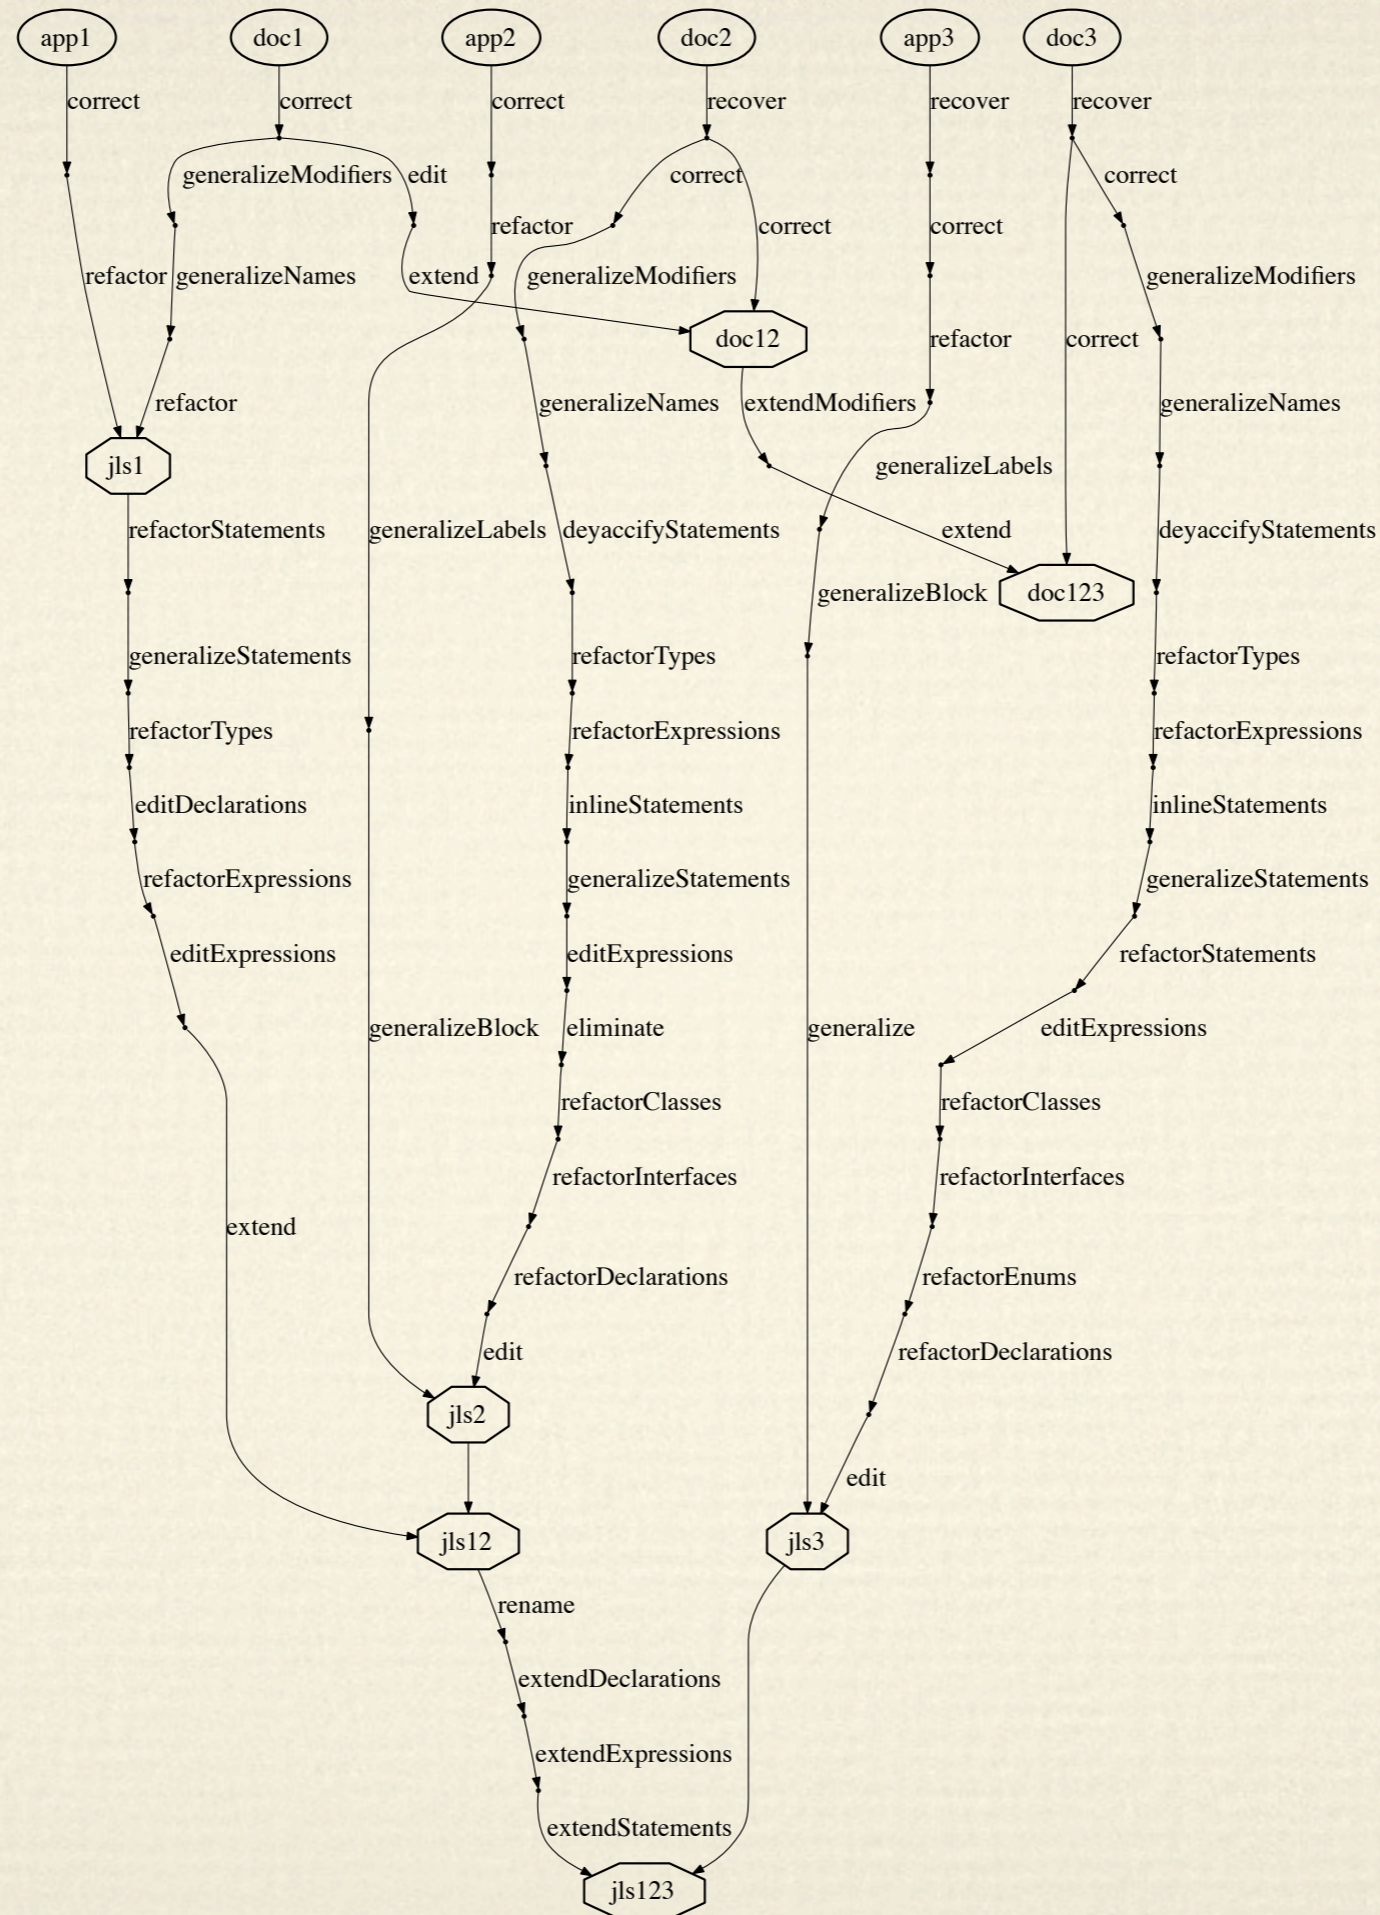 app1 doc1 app2 doc2 app3 doc3
correct correct correct recover recover recover
generalizeModifiers edit correct correct
refactor correct correct
refactor generalizeNames extend generalizeModifiers generalizeModifiers
doc12 refactor correct
refactor generalizeNames extendModifiers generalizeNames
jls1 generalizeLabels
refactorStatements generalizeLabels deyaccifyStatements extend deyaccifyStatements
generalizeBlock doc123
generalizeStatements refactorTypes refactorTypes
refactorTypes refactorExpressions refactorExpressions
editDeclarations inlineStatements inlineStatements
refactorExpressions generalizeStatements generalizeStatements
editExpressions editExpressions refactorStatements
generalizeBlock eliminate generalize editExpressions
refactorClasses refactorClasses
refactorInterfaces refactorInterfaces
extend
refactorDeclarations refactorEnums
edit refactorDeclarations
jls2
edit
jls12 jls3
rename
extendDeclarations
extendExpressions
extendStatements
jls123